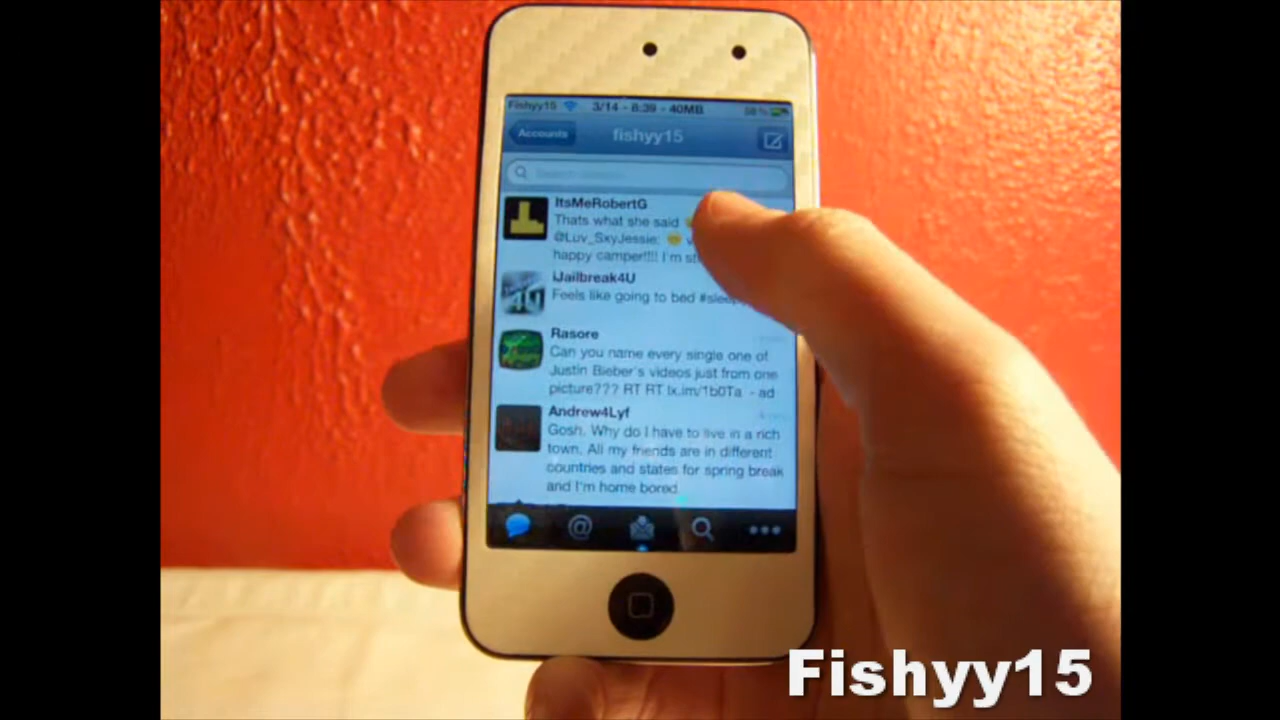 Fishyy15 3/14 - 8:39 - 40MB
Accounts fishyy15
ItsMeRobertG
Thats what she said
@Luv_SxyJessie:
happy camper!!!! I'm
iJailbreak4U
4U
Feels like going to bed
Rasore
Can you name every single one of
Justin Bieber's videos just from one
picture??? RT RT lx.im/1b0Ta - ad
Andrew4Lyf
Gosh. Why do I have to live in a rich
town. All my friends are in different
countries and states for spring break
and I'm home bored.
@
Fishyy15